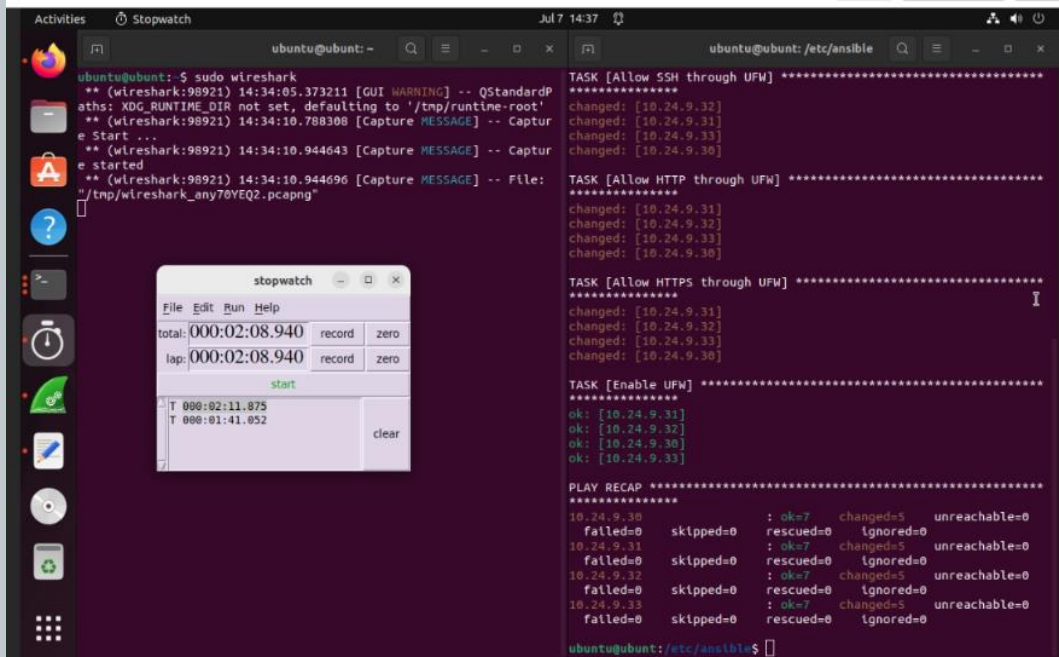 Activities Stopwatch Jul 7 14:37
ubuntu@ubunt: ~
ubuntu@ubunt:~$ sudo wireshark
** (wireshark:98921) 14:34:05.373211 [GUI WARNING] -- QStandardP
aths: XDG_RUNTIME_DIR not set, defaulting to '/tmp/runtime-root'
** (wireshark:98921) 14:34:10.788308 [Capture MESSAGE] -- Captur
e Start ...
** (wireshark:98921) 14:34:10.944643 [Capture MESSAGE] -- Captur
e started
** (wireshark:98921) 14:34:10.944696 [Capture MESSAGE] -- File:
"/tmp/wireshark_any70YEQ2.pcapng"
stopwatch
File Edit Run Help
total: 000:02:08.940 record zero
lap: 000:02:08.940 record zero
start
T 000:02:11.875
T 000:01:41.052
clear
ubuntu@ubunt: /etc/ansible
TASK [Allow SSH through UFW] *************************************
***************
changed: [10.24.9.32]
changed: [10.24.9.31]
changed: [10.24.9.33]
changed: [10.24.9.30]
TASK [Allow HTTP through UFW] ************************************
***************
changed: [10.24.9.31]
changed: [10.24.9.32]
changed: [10.24.9.33]
changed: [10.24.9.30]
TASK [Allow HTTPS through UFW] ***********************************
***************
changed: [10.24.9.31]
changed: [10.24.9.32]
changed: [10.24.9.33]
changed: [10.24.9.30]
TASK [Enable UFW] ************************************************
***************
ok: [10.24.9.31]
ok: [10.24.9.32]
ok: [10.24.9.30]
ok: [10.24.9.33]
PLAY RECAP *******************************************************
***************
10.24.9.30 : ok=7 changed=5 unreachable=0
failed=0 skipped=0 rescued=0 ignored=0
10.24.9.31 : ok=7 changed=5 unreachable=0
failed=0 skipped=0 rescued=0 ignored=0
10.24.9.32 : ok=7 changed=5 unreachable=0
failed=0 skipped=0 rescued=0 ignored=0
10.24.9.33 : ok=7 changed=5 unreachable=0
failed=0 skipped=0 rescued=0 ignored=0
ubuntu@ubunt:/etc/ansible$